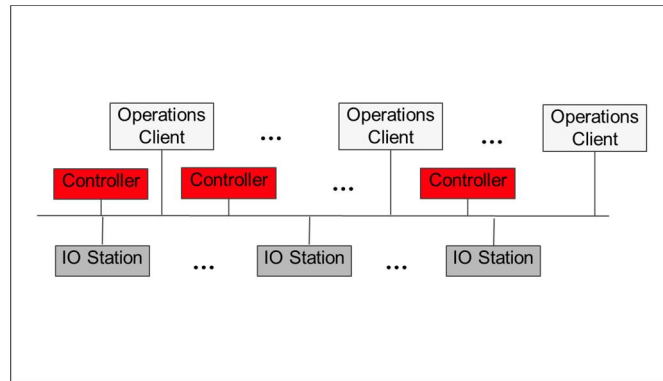 Operations
Client
...
Operations
Client
...
Operations
Client
Controller
Controller
...
Controller
IO Station
...
IO Station
...
IO Station